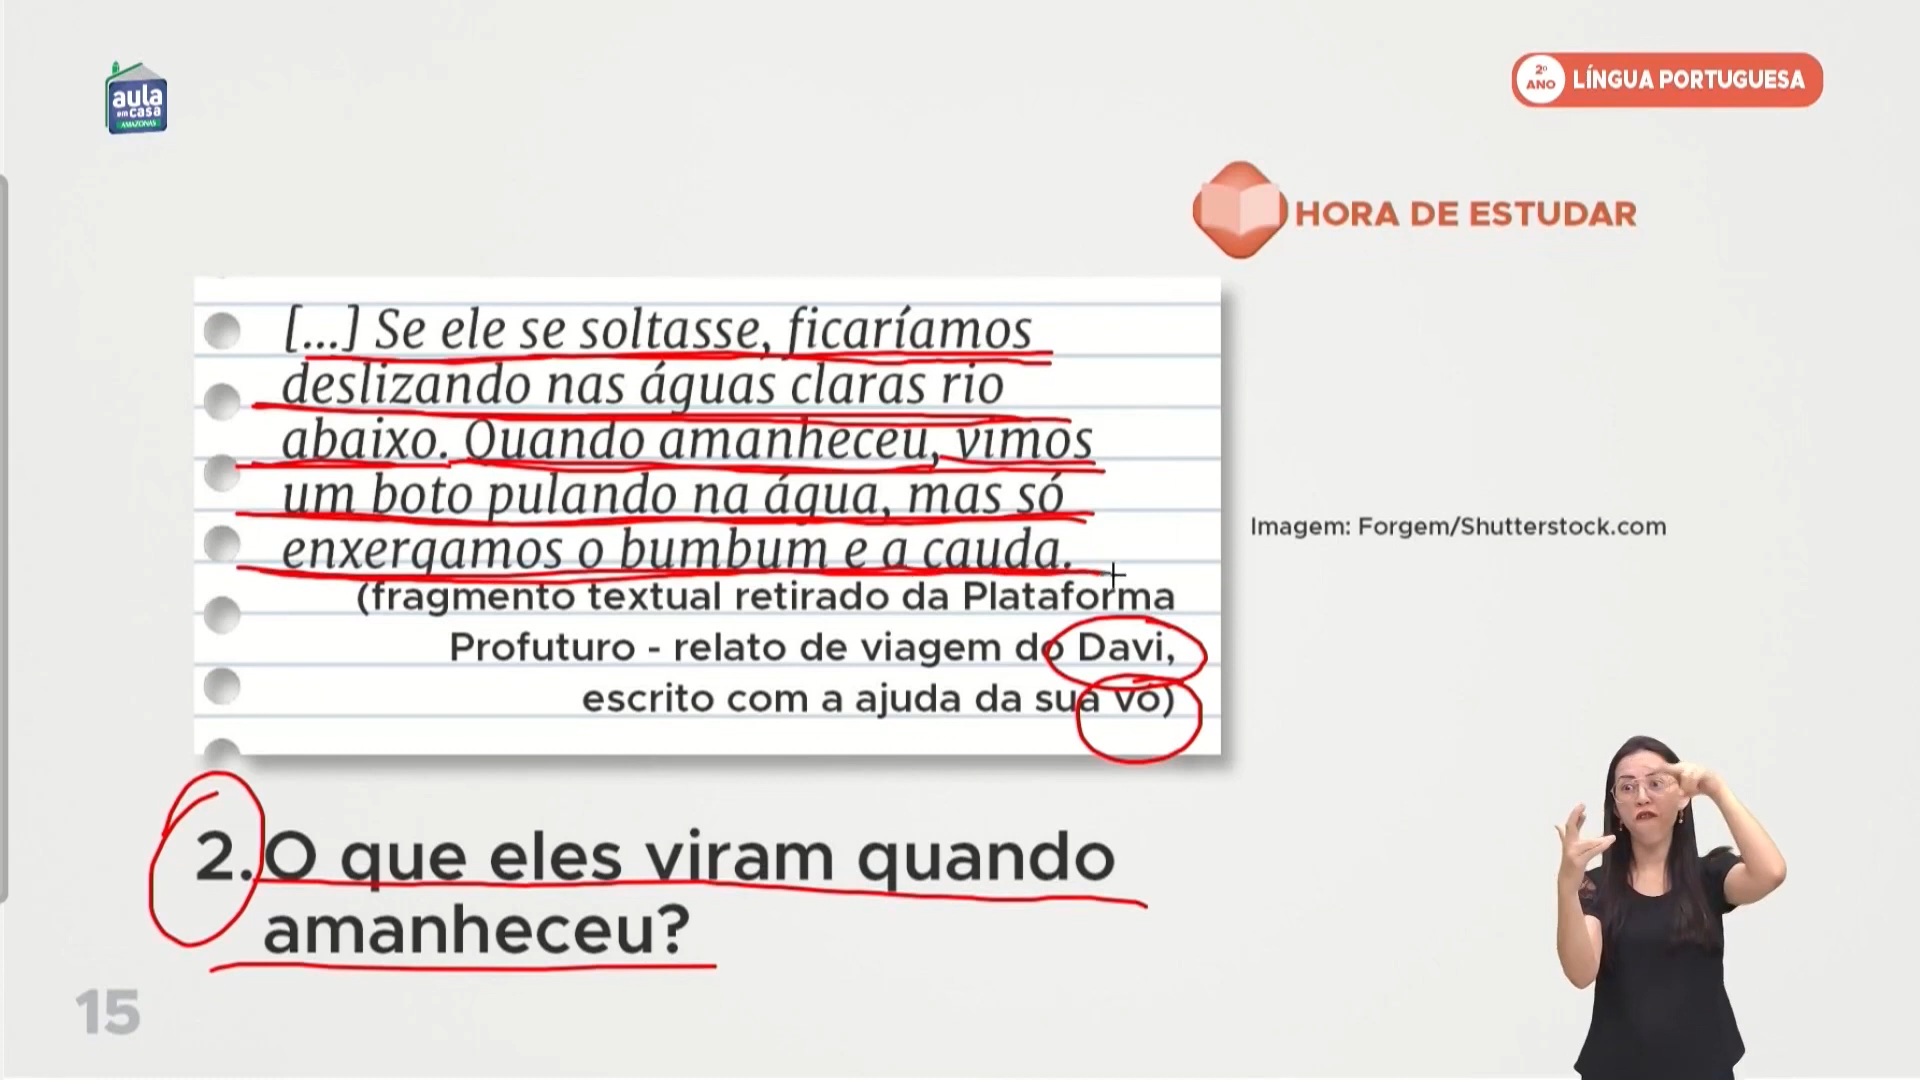 aula
em casa
AMAZONAS
2º
ANO
LÍNGUA PORTUGUESA
HORA DE ESTUDAR
[...] Se ele se soltasse, ficaríamos
deslizando nas águas claras rio
abaixo. Quando amanheceu, vimos
um boto pulando na água, mas só
enxergamos o bumbum e a cauda.
(fragmento textual retirado da Plataforma
Profuturo - relato de viagem do Davi,
escrito com a ajuda da sua vó)
Imagem: Forgem/Shutterstock.com
2. O que eles viram quando
amanheceu?
15